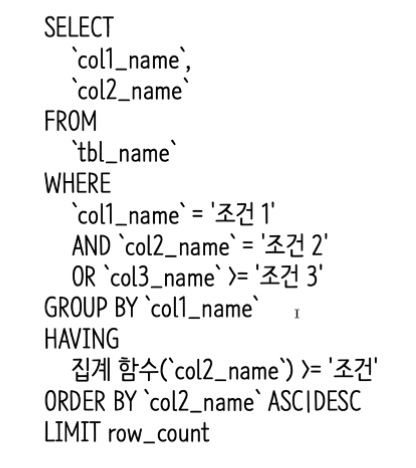 SELECT
`col1_name`,
`col2_name`
FROM
`tbl_name`
WHERE
`col1_name` = '조건 1'
AND `col2_name` = '조건 2'
OR `col3_name` >= '조건 3'
GROUP BY `col1_name`
HAVING
집계 함수(`col2_name`) >= '조건'
ORDER BY `col2_name` ASC|DESC
LIMIT row_count